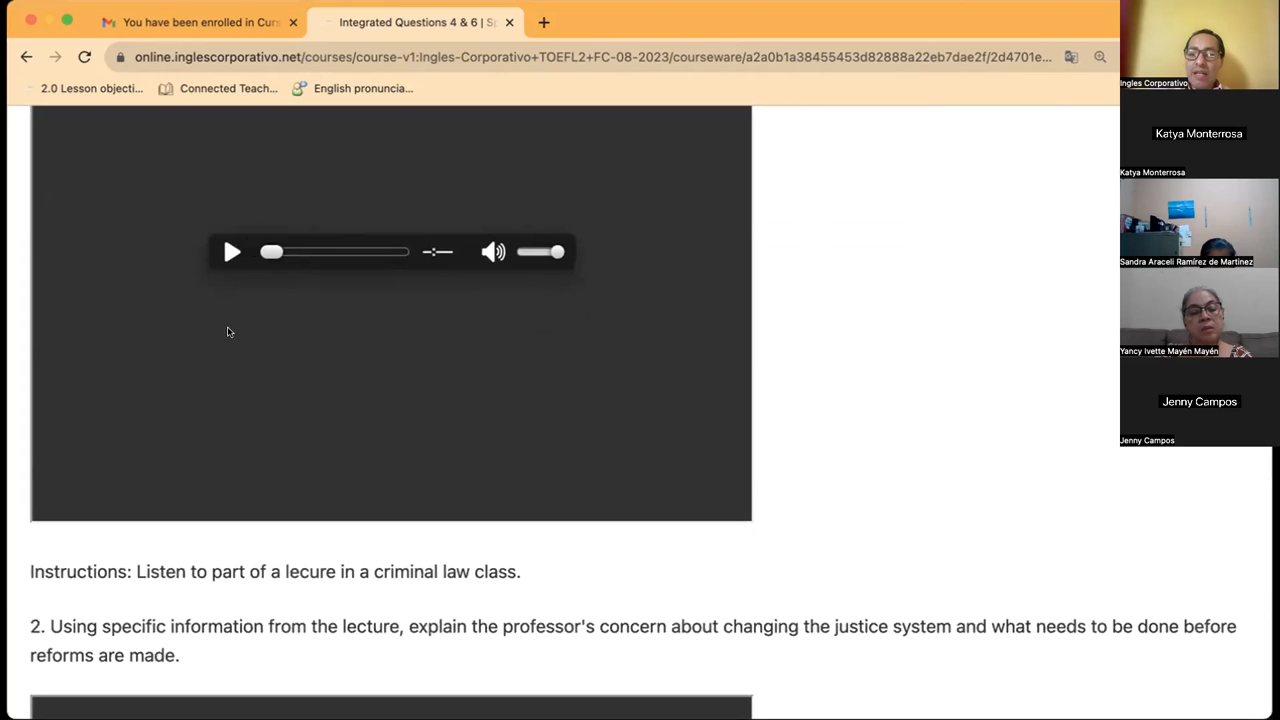 You have been enrolled in Curs
Integrated Questions 4 & 6 | Sp
online.inglescorporativo.net/courses/course-v1:Ingles-Corporativo+TOEFL2+FC-08-2023/courseware/a2a0b1a38455453d82888a22eb7dae2f/2d4701e...
2.0 Lesson objecti...
Connected Teach...
English pronuncia...
Ingles Corporativo
Katya Monterrosa
Katya Monterrosa
Sandra Araceli Ramírez de Martinez
Yancy Ivette Mayén Mayén
Jenny Campos
Jenny Campos
Instructions: Listen to part of a lecure in a criminal law class.
2. Using specific information from the lecture, explain the professor's concern about changing the justice system and what needs to be done before
reforms are made.